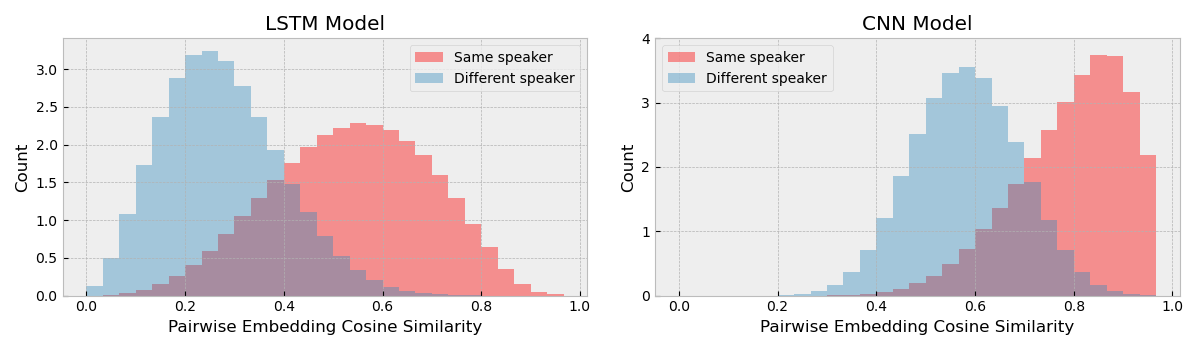 LSTM Model
Count
3.0
2.5
2.0
1.5
1.0
0.5
0.0
Same speaker
Different speaker
0.0 0.2 0.4 0.6 0.8 1.0
Pairwise Embedding Cosine Similarity
CNN Model
Count
4
3
2
1
0
Same speaker
Different speaker
0.0 0.2 0.4 0.6 0.8 1.0
Pairwise Embedding Cosine Similarity